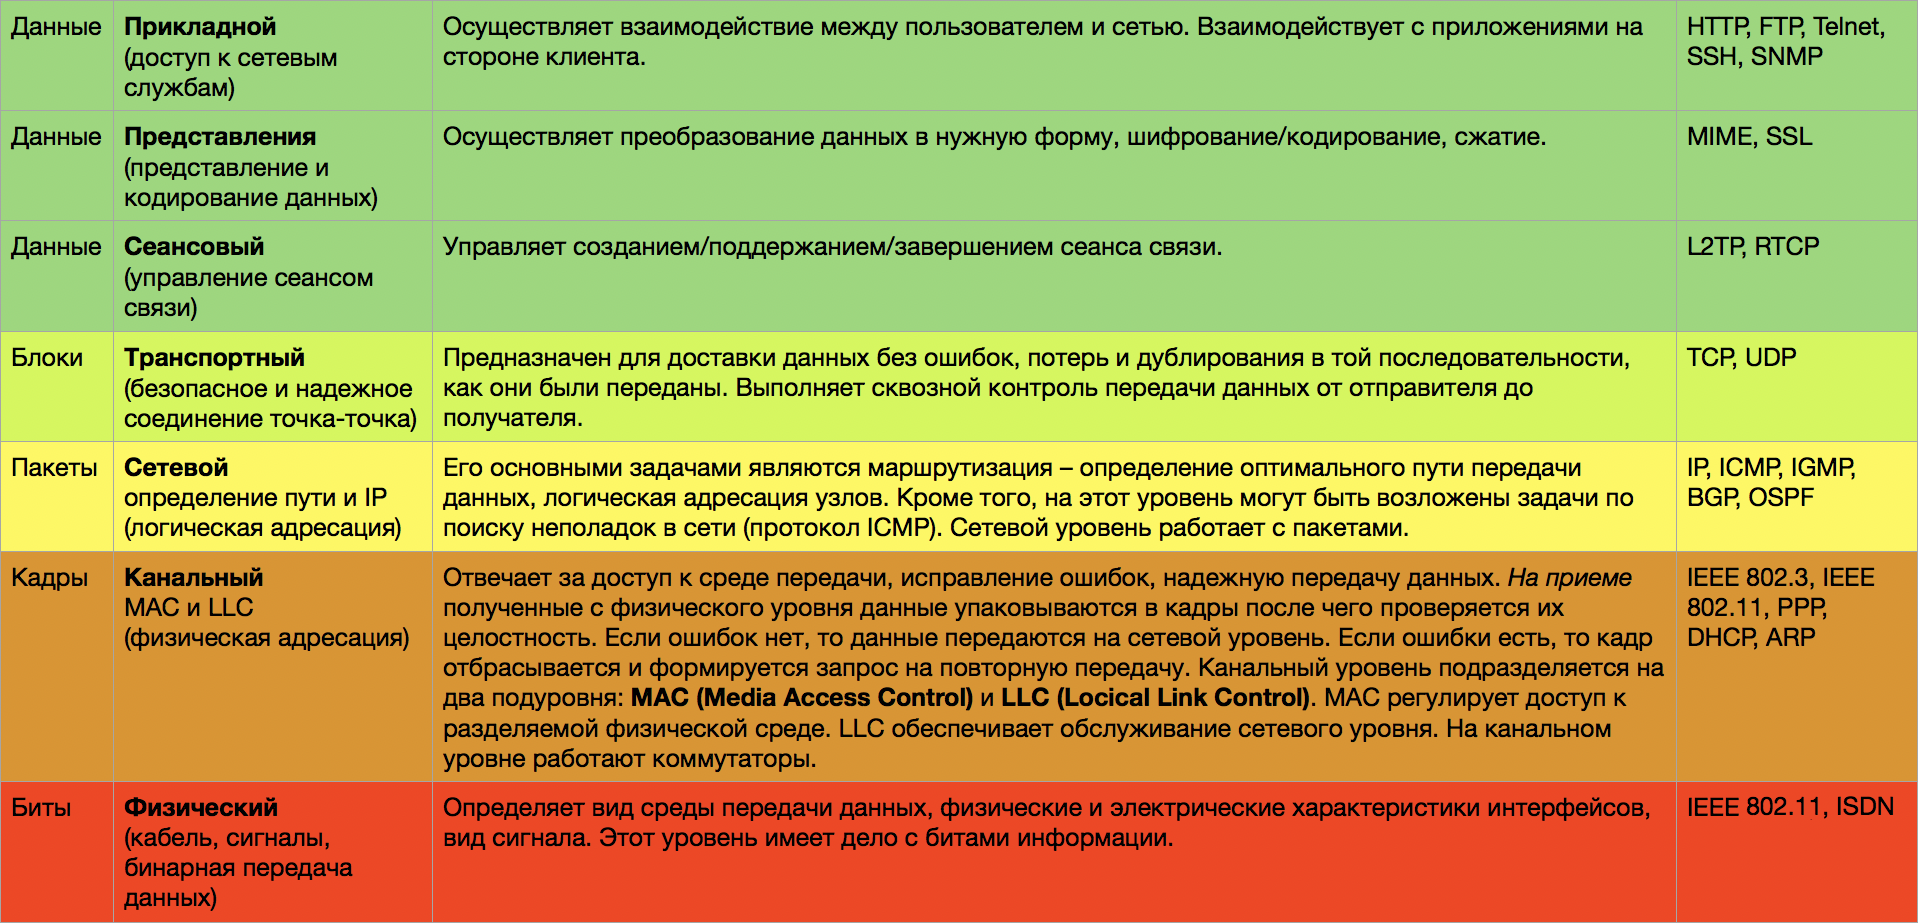 Данные
Прикладной
(доступ к сетевым
службам)
Осуществляет взаимодействие между пользователем и сетью. Взаимодействует с приложениями на
стороне клиента.
HTTP, FTP, Telnet,
SSH, SNMP
Данные
Представления
(представление и
кодирование данных)
Осуществляет преобразование данных в нужную форму, шифрование/кодирование, сжатие.
MIME, SSL
Данные
Сеансовый
(управление сеансом
связи)
Управляет созданием/поддержанием/завершением сеанса связи.
L2TP, RTCP
Блоки
Транспортный
(безопасное и надежное
соединение точка-точка)
Предназначен для доставки данных без ошибок, потерь и дублирования в той последовательности,
как они были переданы. Выполняет сквозной контроль передачи данных от отправителя до
получателя.
TCP, UDP
Пакеты
Сетевой
определение пути и IP
(логическая адресация)
Его основными задачами являются маршрутизация – определение оптимального пути передачи
данных, логическая адресация узлов. Кроме того, на этот уровень могут быть возложены задачи по
поиску неполадок в сети (протокол ICMP). Сетевой уровень работает с пакетами.
IP, ICMP, IGMP,
BGP, OSPF
Кадры
Канальный
MAC и LLC
(физическая адресация)
Отвечает за доступ к среде передачи, исправление ошибок, надежную передачу данных. На приеме
полученные с физического уровня данные упаковываются в кадры после чего проверяется их
целостность. Если ошибок нет, то данные передаются на сетевой уровень. Если ошибки есть, то кадр
отбрасывается и формируется запрос на повторную передачу. Канальный уровень подразделяется на
два подуровня: MAC (Media Access Control) и LLC (Locical Link Control). MAC регулирует доступ к
разделяемой физической среде. LLC обеспечивает обслуживание сетевого уровня. На канальном
уровне работают коммутаторы.
IEEE 802.3, IEEE
802.11, PPP,
DHCP, ARP
Биты
Физический
(кабель, сигналы,
бинарная передача
данных)
Определяет вид среды передачи данных, физические и электрические характеристики интерфейсов,
вид сигнала. Этот уровень имеет дело с битами информации.
IEEE 802.11, ISDN